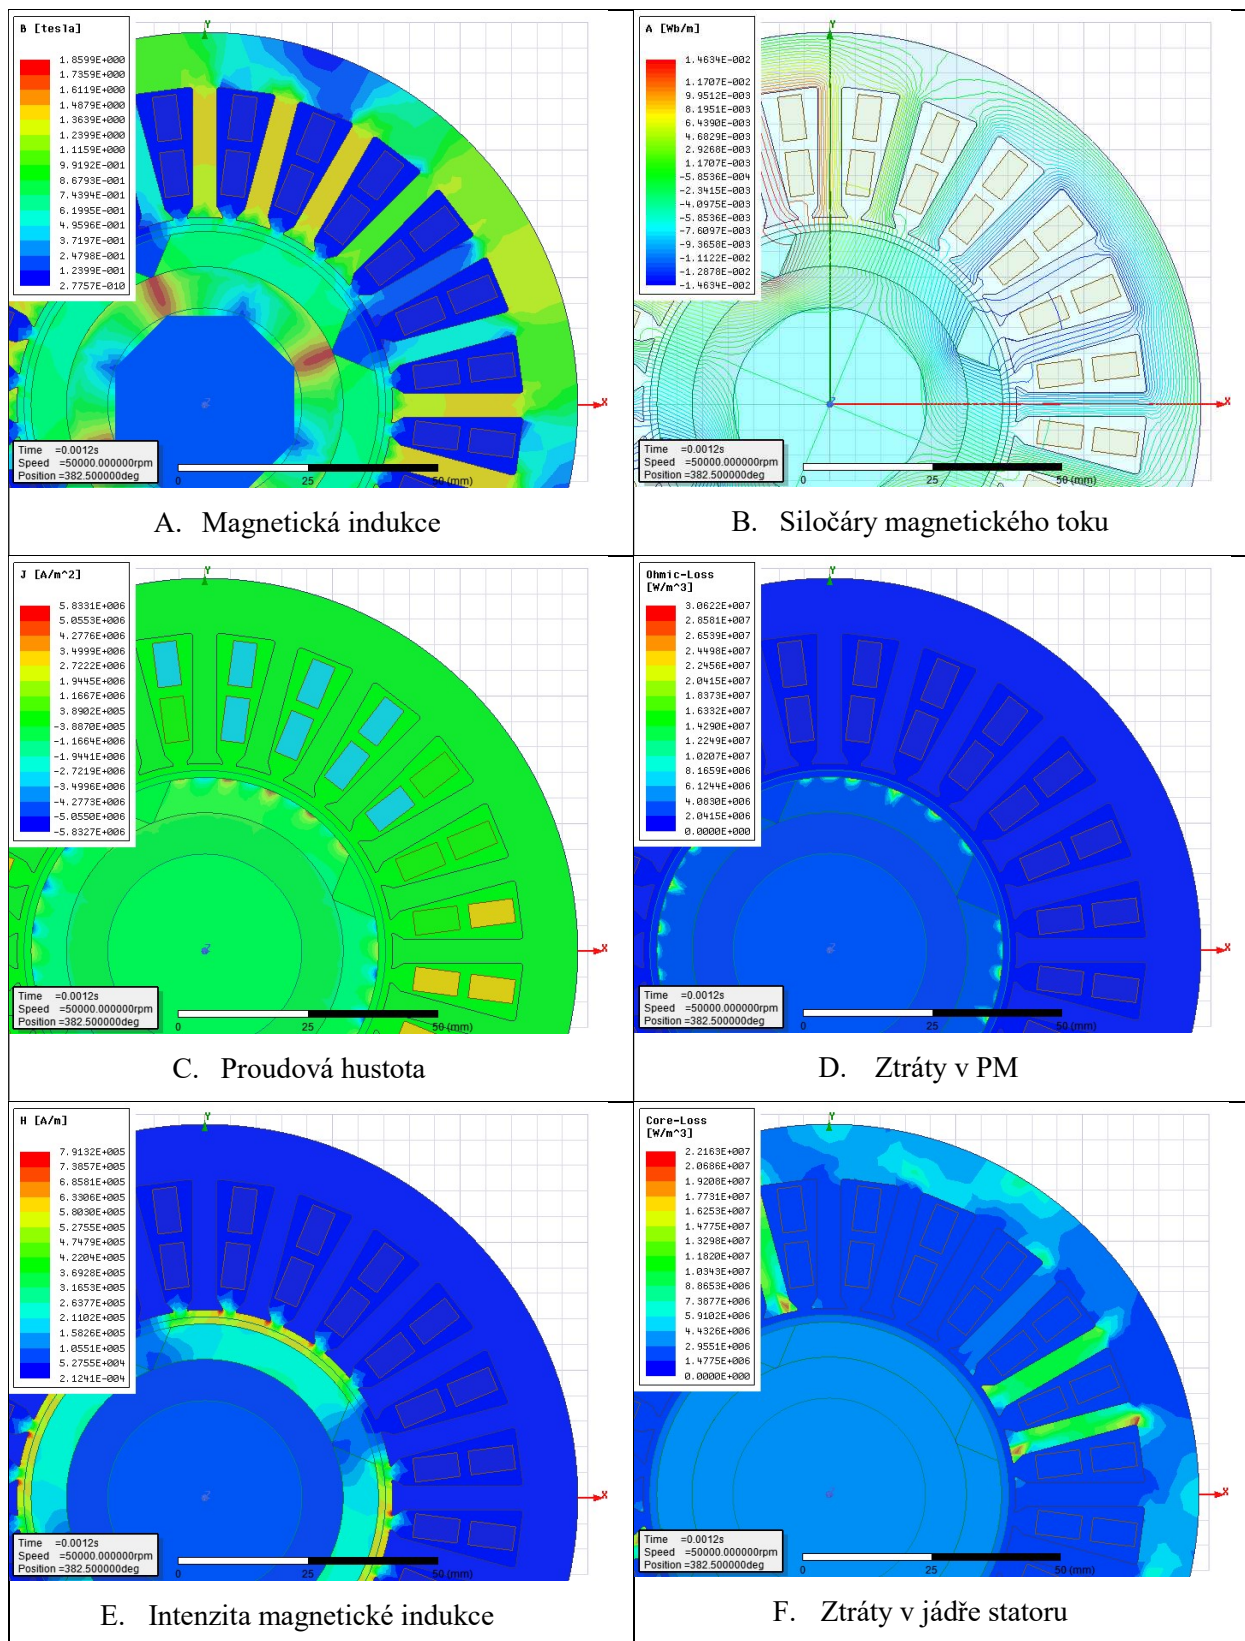 B [tesla]
1.8599E+000
1.7359E+000
1.6119E+000
1.4879E+000
1.3639E+000
1.2399E+000
1.1159E+000
9.9192E-001
8.6793E-001
7.4394E-001
6.1995E-001
4.9596E-001
3.7197E-001
2.4798E-001
1.2399E-001
2.7757E-010
Y
X
Z
Time =0.0012s
Speed =50000.000000rpm
Position =382.500000deg
0 25 50 (mm)
A. Magnetická indukce
A [Wb/m]
1.4634E-002
1.1707E-002
9.9512E-003
8.1951E-003
6.4390E-003
4.6829E-003
2.9268E-003
1.1707E-003
-5.8536E-004
-2.3415E-003
-4.0975E-003
-5.8536E-003
-7.6097E-003
-9.3658E-003
-1.1122E-002
-1.2878E-002
-1.4634E-002
Y
X
Z
Time =0.0012s
Speed =50000.000000rpm
Position =382.500000deg
0 25 50 (mm)
B. Siločáry magnetického toku
J [A/m^2]
5.8331E+006
5.0553E+006
4.2776E+006
3.4999E+006
2.7222E+006
1.9445E+006
1.1667E+006
3.8902E+005
-3.8870E+005
-1.1664E+006
-1.9441E+006
-2.7219E+006
-3.4996E+006
-4.2773E+006
-5.0550E+006
-5.8327E+006
Y
X
Z
Time =0.0012s
Speed =50000.000000rpm
Position =382.500000deg
0 25 50 (mm)
C. Proudová hustota
Ohmic-Loss
[W/m^3]
3.0622E+007
2.8581E+007
2.6539E+007
2.4498E+007
2.2456E+007
2.0415E+007
1.8373E+007
1.6332E+007
1.4290E+007
1.2249E+007
1.0207E+007
8.1659E+006
6.1244E+006
4.0830E+006
2.0415E+006
0.0000E+000
Y
X
Z
Time =0.0012s
Speed =50000.000000rpm
Position =382.500000deg
0 25 50 (mm)
D. Ztráty v PM
H [A/m]
7.9132E+005
7.3857E+005
6.8581E+005
6.3306E+005
5.8030E+005
5.2755E+005
4.7479E+005
4.2204E+005
3.6928E+005
3.1653E+005
2.6377E+005
2.1102E+005
1.5826E+005
1.0551E+005
5.2755E+004
2.1241E-004
Y
X
Z
Time =0.0012s
Speed =50000.000000rpm
Position =382.500000deg
0 25 50 (mm)
E. Intenzita magnetické indukce
Core-Loss
[W/m^3]
2.2163E+007
2.0686E+007
1.9208E+007
1.7731E+007
1.6253E+007
1.4775E+007
1.3298E+007
1.1820E+007
1.0343E+007
8.8653E+006
7.3877E+006
5.9102E+006
4.4326E+006
2.9551E+006
1.4775E+006
0.0000E+000
Y
X
Z
Time =0.0012s
Speed =50000.000000rpm
Position =382.500000deg
0 25 50 (mm)
F. Ztráty v jádře statoru